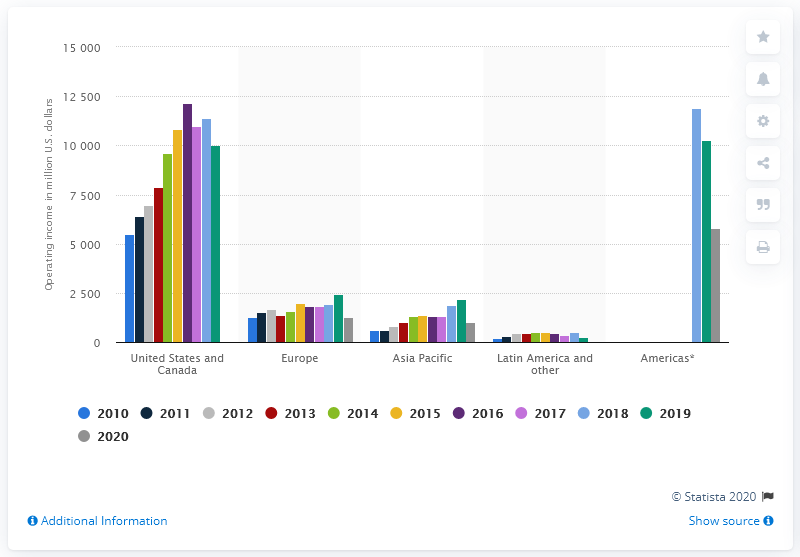 15 000
12 500
10 000
7 500
5 000
2 500
0
Operating income in million U.S. dollars
United States and Canada
Europe
Asia Pacific
Latin America and other
Americas*
2010 2011 2012 2013 2014 2015 2016 2017 2018 2019
2020
© Statista 2020
Additional Information
Show source